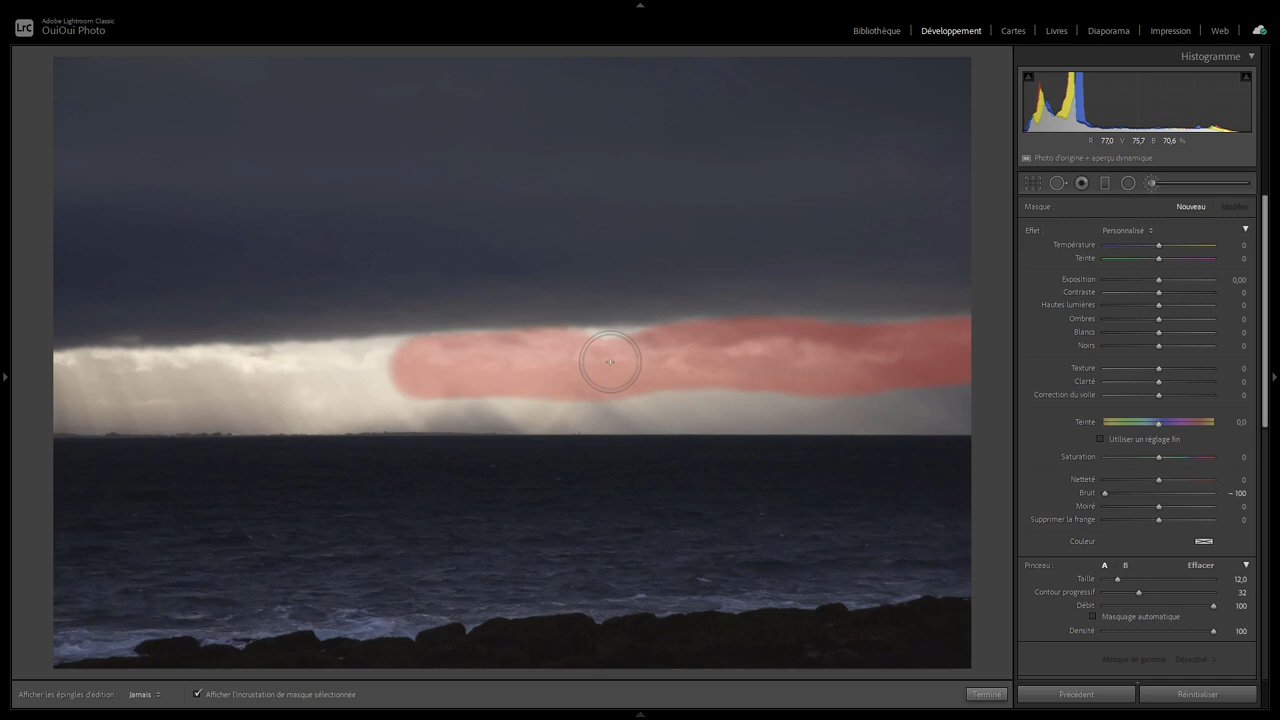 Lrc
Adobe Lightroom Classic
OuiOui Photo
Bibliothèque | Développement | Cartes | Livres | Diaporama | Impression | Web
Histogramme
R 77,0 V 75,7 B 70,6 %
Photo d'origine + aperçu dynamique
Masque : Nouveau | Modifier
Effet : Personnalisé
Température 0
Teinte 0
Exposition 0,00
Contraste 0
Hautes lumières 0
Ombres 0
Blancs 0
Noirs 0
Texture 0
Clarté 0
Correction du voile 0
Teinte 0,0
Utiliser un réglage fin
Saturation 0
Netteté 0
Bruit – 100
Moiré 0
Supprimer la frange 0
Couleur
Pinceau : A B Effacer
Taille 12,0
Contour progressif 32
Débit 100
Masquage automatique
Densité 100
Masque de gamme : Désactivé
Afficher les épingles d'édition : Jamais
Afficher l'incrustation de masque sélectionnée
Terminé
Précédent
Réinitialiser